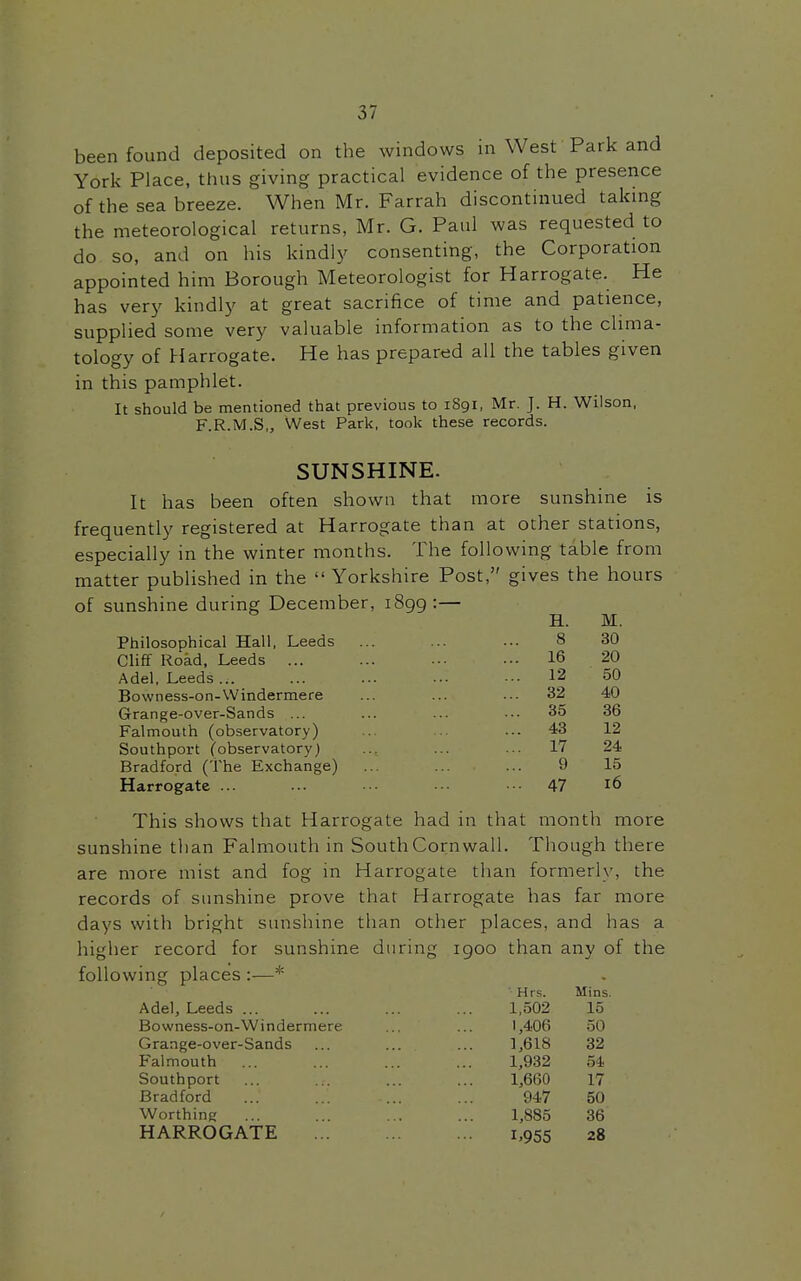 37
been found deposited on the windows in West Park and
York Place, thus giving practical evidence of the presence
of the sea breeze. When Mr. Farrah discontinued taking
the meteorological returns, Mr. G. Paul was requested to
do so, and on his kindly consenting, the Corporation
appointed him Borough Meteorologist for Harrogate. He
has very kindly at great sacrifice of time and patience,
supplied some very valuable information as to the clima-
tology of Harrogate. He has prepared all the tables given
in this pamphlet.
It should be mentioned that previous to 1891, Mr. J. H. Wilson,
F.R.M.S,, West Park, took these records.
SUNSHINE.
It has been often shown that more sunshine is
frequently registered at Harrogate than at other stations,
especially in the winter months. The following table from
matter published in the “ Yorkshire Post,” gives the hours
of sunshine during December, 1899 :—
H. M.
Philosophical Hall, Leeds ... ... ... 8 30
Cliff Road, Leeds ... ... ... ... 16 20
Adel, Leeds ... ... ... ... ... 12 50
Bowness-on-Windermere ... ... ... 32 40
Grange-over-Sands ... ... ... ... 35 36
Falmouth (observatory) ... ... ... 43 12
Southport (observatory) ... ... ... 17 24
Bradford (The Exchange) ... ... ... 9 15
Harrogate ... ... ... ... ... 47 16
This shows that Harrogate had in that month more
sunshine than Falmouth in South Cornwall. Though there
are more mist and fog in Harrogate than formerly, the
records of sunshine prove that Harrogate has far more
days with bright sunshine than other places, and has a
higher record for sunshine during 1900 than any of the
following places :—*
Hrs. Mins.
Adel, Leeds ... ... ... ... 1,502 15
Bowness-on-Windermere ... ... 1,406 50
Grange-over-Sands ... ... ... 1,618 32
Falmouth ... ... ... ... 1,932 54
Southport ... ... ... ... 1,660 17
Bradford ... ... ... ... 947 50
Worthing ... ... ... ... 1,885 36
HARROGATE ... ... ... 1,955 28